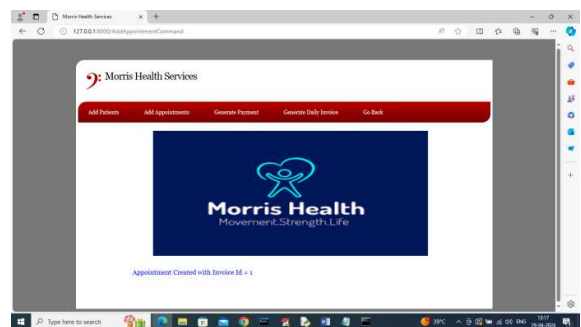 Morris Health Services
127.0.0.1:8000/AddAppointmentCommand
Morris Health Services
Add Patients Add Appointments Generate Payment Generate Daily Invoice Go Back
Morris Health
Movement.Strength.Life
Appointment Created with Invoice Id = 1
Type here to search
39°C
ENG
13:17
29-04-2024